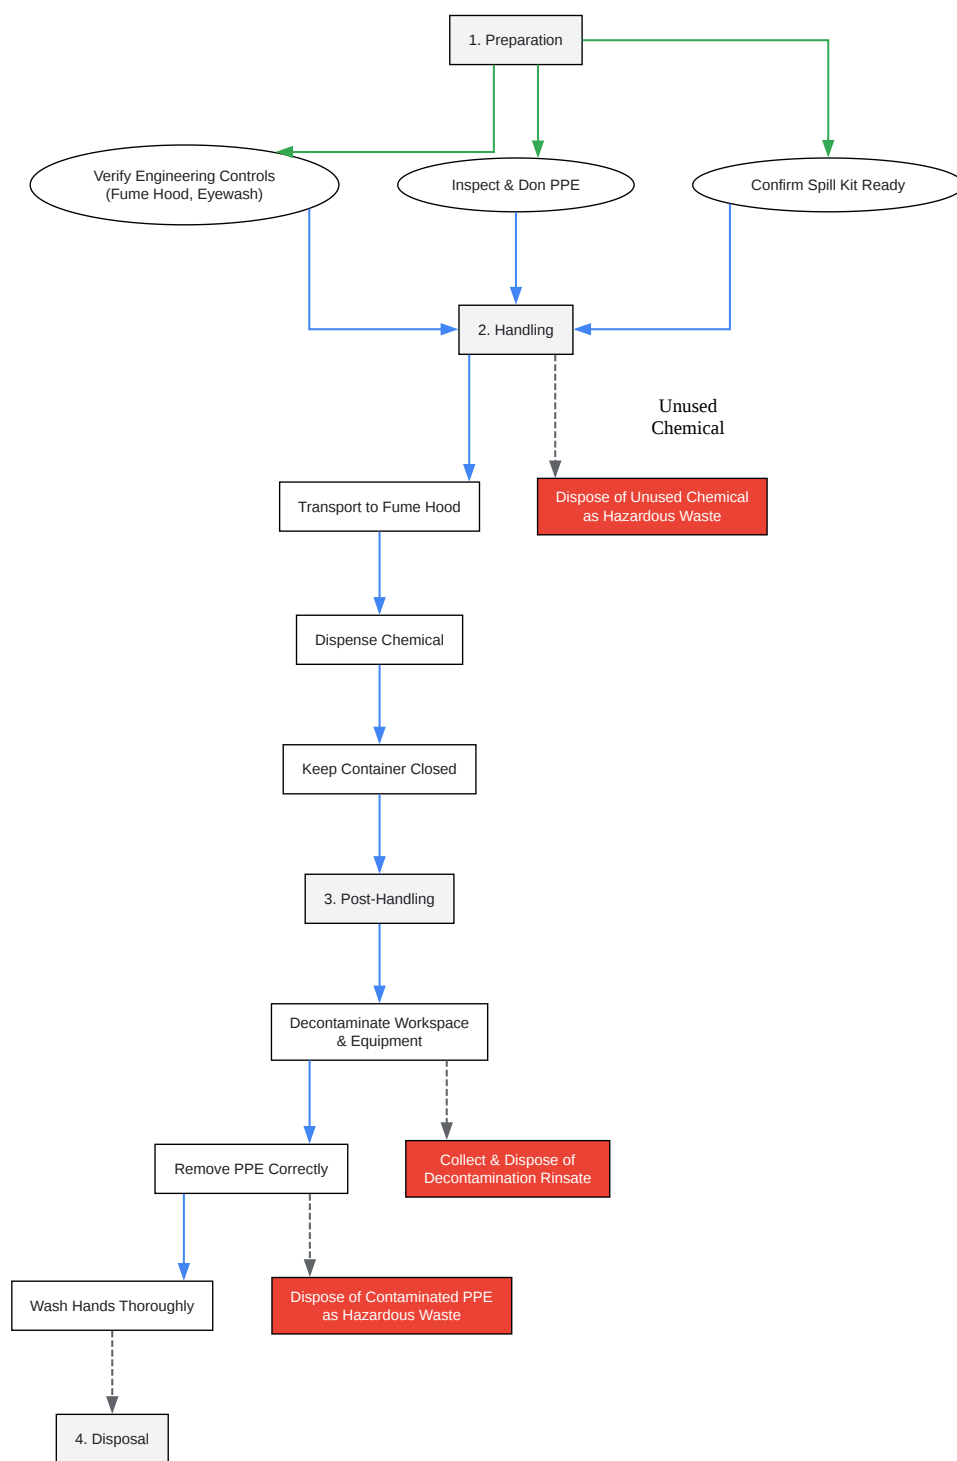 1. Preparation
Verify Engineering Controls
(Fume Hood, Eyewash)
Inspect & Don PPE
Confirm Spill Kit Ready
2. Handling
Unused
Chemical
Transport to Fume Hood
Dispose of Unused Chemical
as Hazardous Waste
Dispense Chemical
Keep Container Closed
3. Post-Handling
Decontaminate Workspace
& Equipment
Remove PPE Correctly
Collect & Dispose of
Decontamination Rinsate
Wash Hands Thoroughly
Dispose of Contaminated PPE
as Hazardous Waste
4. Disposal